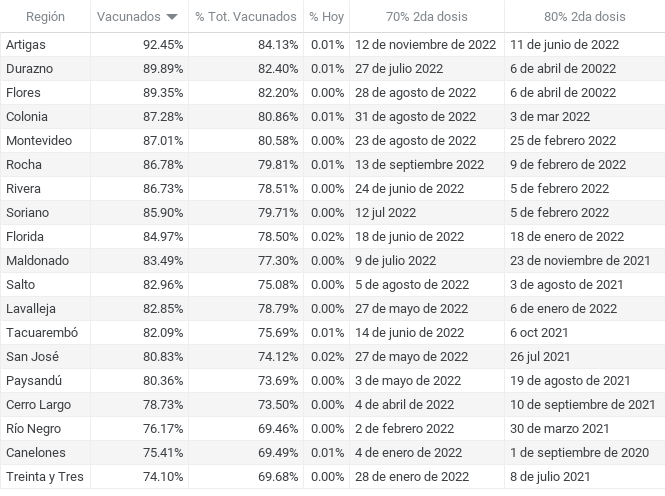 Región Vacunados % Tot. Vacunados % Hoy 70% 2da dosis 80% 2da dosis
Artigas 92.45% 84.13% 0.01% 12 de noviembre de 2022 11 de junio de 2022
Durazno 89.89% 82.40% 0.01% 27 de julio 2022 6 de abril de 20022
Flores 89.35% 82.20% 0.00% 28 de agosto de 2022 6 de abril de 20022
Colonia 87.28% 80.86% 0.01% 31 de agosto de 2022 3 de mar 2022
Montevideo 87.01% 80.58% 0.00% 23 de agosto de 2022 25 de febrero 2022
Rocha 86.78% 79.81% 0.01% 13 de septiembre 2022 9 de febrero de 2022
Rivera 86.73% 78.51% 0.00% 24 de junio de 2022 5 de febrero 2022
Soriano 85.90% 79.71% 0.00% 12 jul 2022 5 de febrero 2022
Florida 84.97% 78.50% 0.02% 18 de junio de 2022 18 de enero de 2022
Maldonado 83.49% 77.30% 0.00% 9 de julio 2022 23 de noviembre de 2021
Salto 82.96% 75.08% 0.00% 5 de agosto de 2022 3 de agosto de 2021
Lavalleja 82.85% 78.79% 0.00% 27 de mayo de 2022 6 de enero de 2022
Tacuarembó 82.09% 75.69% 0.01% 14 de junio de 2022 6 oct 2021
San José 80.83% 74.12% 0.02% 27 de mayo de 2022 26 jul 2021
Paysandú 80.36% 73.69% 0.00% 3 de mayo de 2022 19 de agosto de 2021
Cerro Largo 78.73% 73.50% 0.00% 4 de abril de 2022 10 de septiembre de 2021
Río Negro 76.17% 69.46% 0.00% 2 de febrero 2022 30 de marzo 2021
Canelones 75.41% 69.49% 0.01% 4 de enero de 2022 1 de septiembre de 2020
Treinta y Tres 74.10% 69.68% 0.00% 28 de enero de 2022 8 de julio 2021